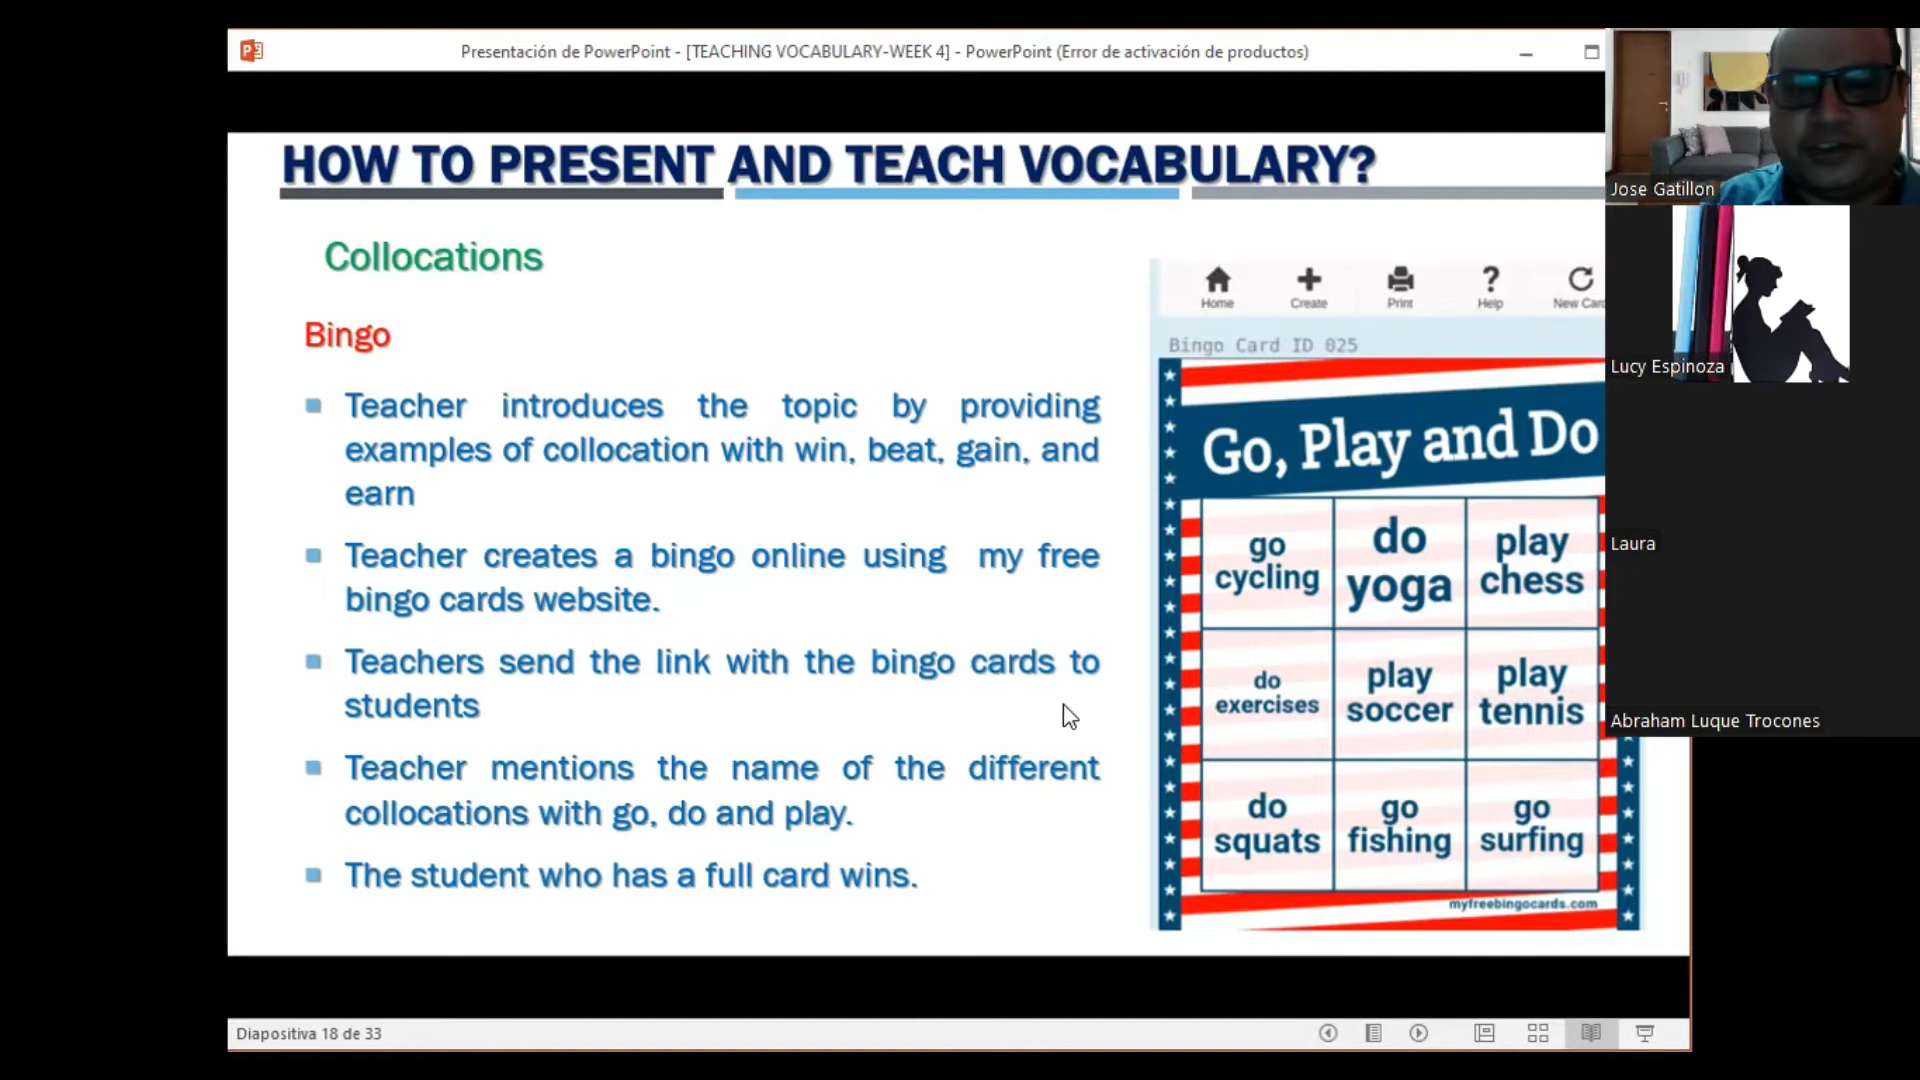 Presentación de PowerPoint - [TEACHING VOCABULARY-WEEK 4] - PowerPoint (Error de activación de productos)
HOW TO PRESENT AND TEACH VOCABULARY?
Collocations
Bingo
Teacher introduces the topic by providing
examples of collocation with win, beat, gain, and
earn
Teacher creates a bingo online using my free
bingo cards website.
Teachers send the link with the bingo cards to
students
Teacher mentions the name of the different
collocations with go, do and play.
The student who has a full card wins.
Home Create Print Help New Card
Bingo Card ID 025
Go, Play and Do
go
cycling
do
yoga
play
chess
do
exercises
play
soccer
play
tennis
do
squats
go
fishing
go
surfing
myfreebingocards.com
Jose Gatillon
Lucy Espinoza
Laura
Abraham Luque Trocones
Diapositiva 18 de 33